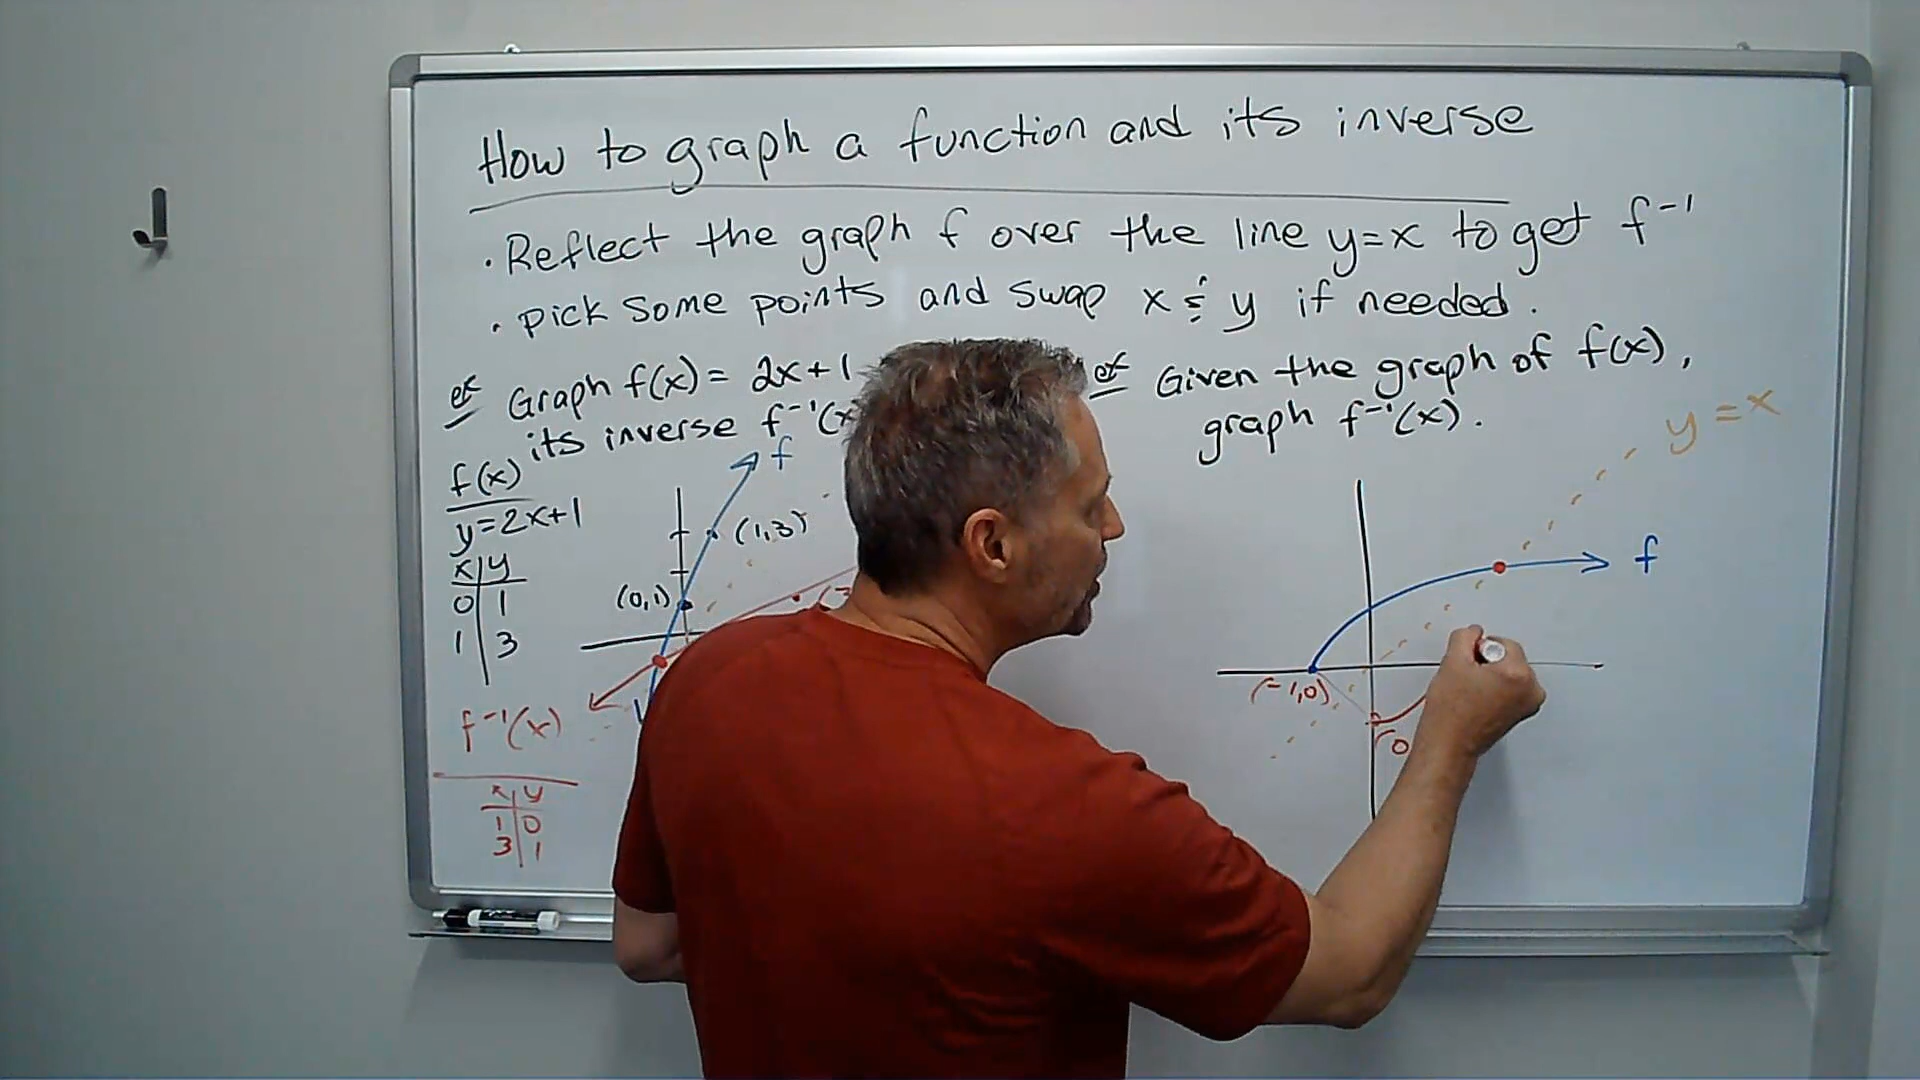 How to graph a function and its inverse
· Reflect the graph f over the line y=x to get f⁻¹
· pick some points and swap x & y if needed.
ex Graph f(x) = 2x+1
its inverse f⁻¹(x
f(x)
y=2x+1
x y
0 1
1 3
f⁻¹(x)
x y
1 0
3 1
f
(1,3)
(0,1)
ex Given the graph of f(x),
graph f⁻¹(x).
y=x
f
(-1,0)
(0